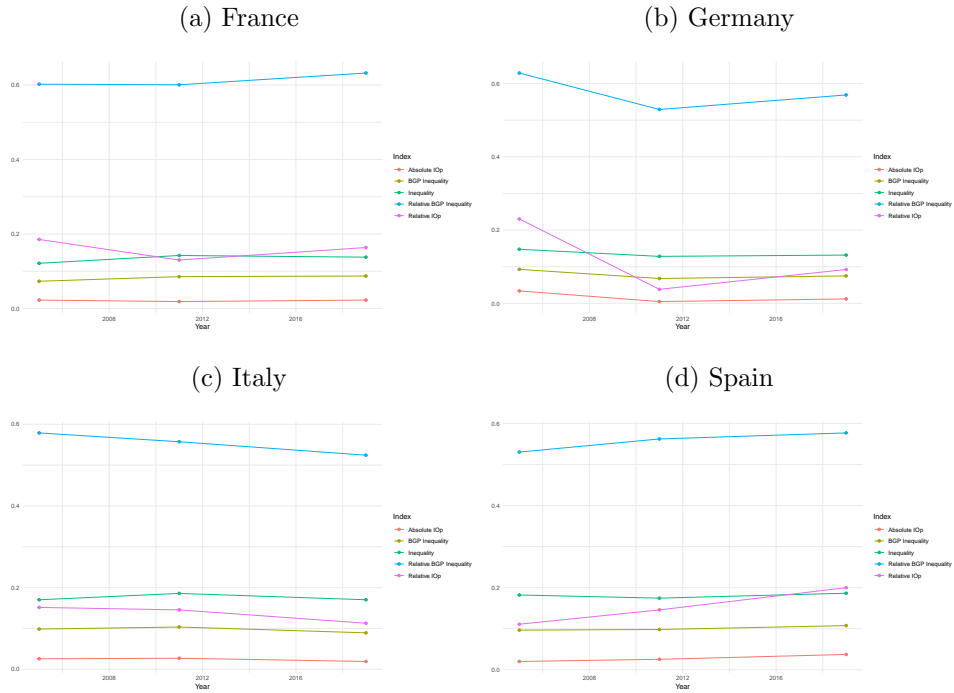 (a) France
0.6
0.4
0.2
0.0
2008
2012
2016
Year
Index
Absolute IOp
BGP Inequality
Inequality
Relative BGP Inequality
Relative IOp
(b) Germany
0.6
0.4
0.2
0.0
2008
2012
2016
Year
Index
Absolute IOp
BGP Inequality
Inequality
Relative BGP Inequality
Relative IOp
(c) Italy
0.6
0.4
0.2
0.0
2008
2012
2016
Year
Index
Absolute IOp
BGP Inequality
Inequality
Relative BGP Inequality
Relative IOp
(d) Spain
0.6
0.4
0.2
0.0
2008
2012
2016
Year
Index
Absolute IOp
BGP Inequality
Inequality
Relative BGP Inequality
Relative IOp